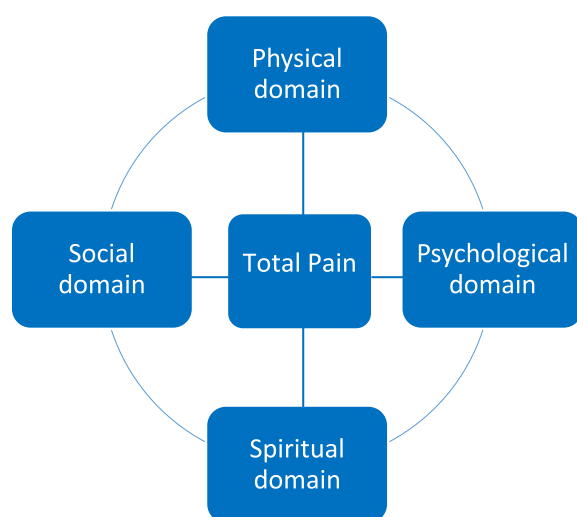 Physical
domain
Social
domain
Total Pain
Psychological
domain
Spiritual
domain